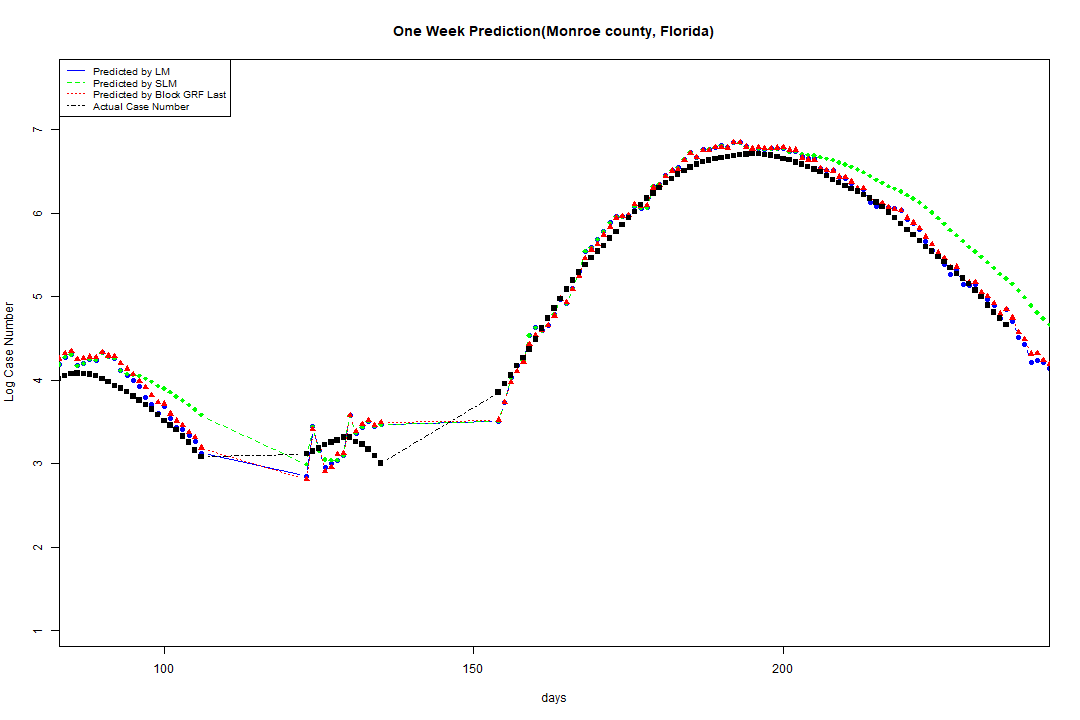 One Week Prediction(Monroe county, Florida)
Predicted by LM
Predicted by SLM
Predicted by Block GRF Last
Actual Case Number
7
6
5
4
3
2
1
Log Case Number
100 150 200
days